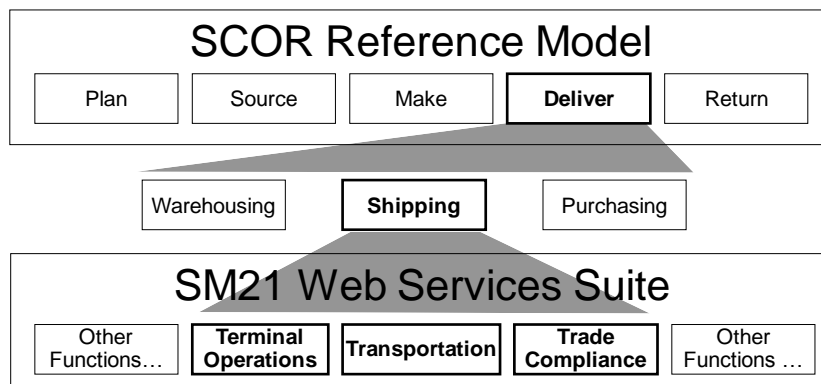 SCOR Reference Model
Plan
Source
Make
Deliver
Return
Warehousing
Shipping
Purchasing
SM21 Web Services Suite
Other
Functions…
Terminal
Operations
Transportation
Trade
Compliance
Other
Functions …